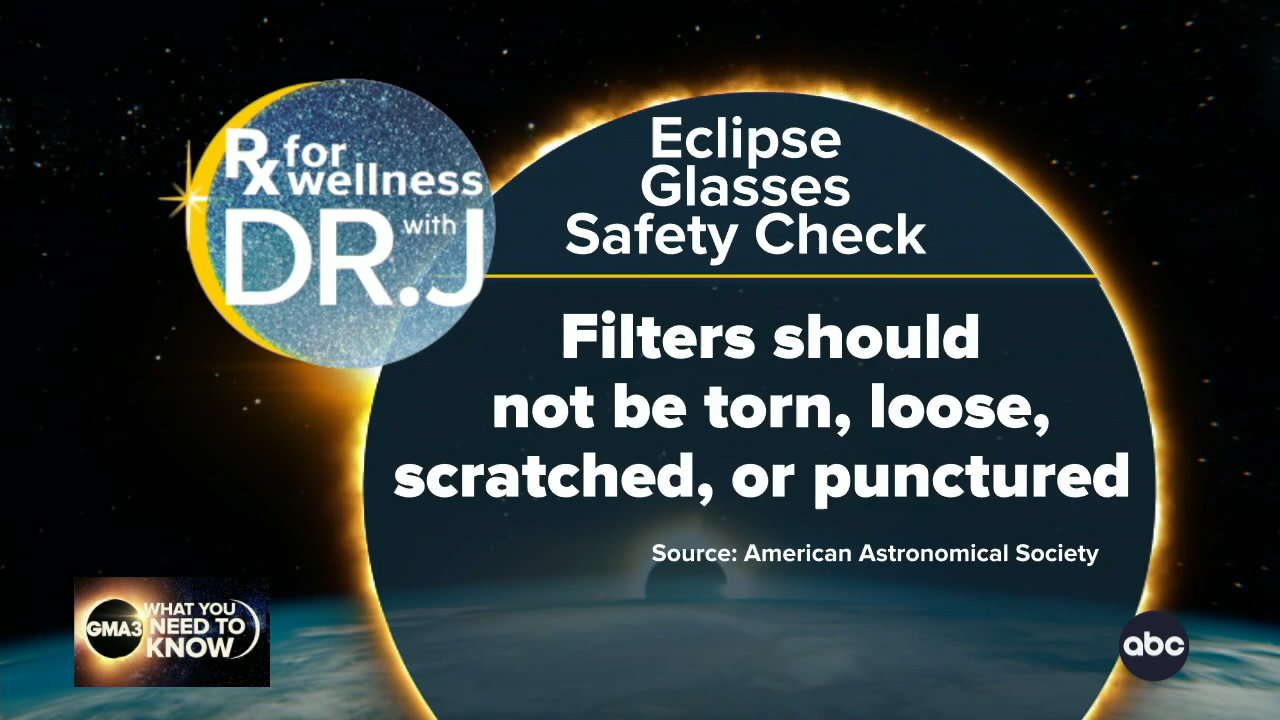 Rx for wellness
with
DR.J
Eclipse
Glasses
Safety Check
Filters should
not be torn, loose,
scratched, or punctured
Source: American Astronomical Society
GMA3
WHAT YOU
NEED TO
KNOW
abc